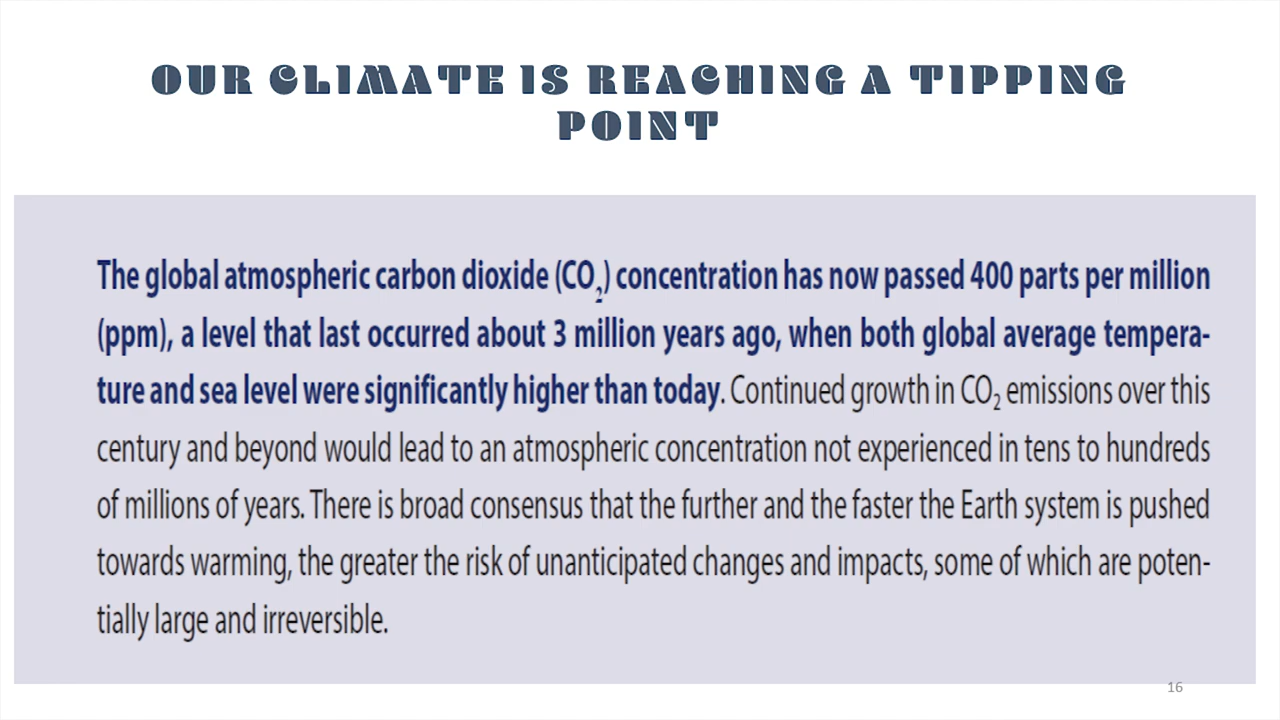 OUR CLIMATE IS REACHING A TIPPING
POINT
The global atmospheric carbon dioxide (CO₂) concentration has now passed 400 parts per million
(ppm), a level that last occurred about 3 million years ago, when both global average tempera-
ture and sea level were significantly higher than today. Continued growth in CO₂ emissions over this
century and beyond would lead to an atmospheric concentration not experienced in tens to hundreds
of millions of years. There is broad consensus that the further and the faster the Earth system is pushed
towards warming, the greater the risk of unanticipated changes and impacts, some of which are poten-
tially large and irreversible.
16